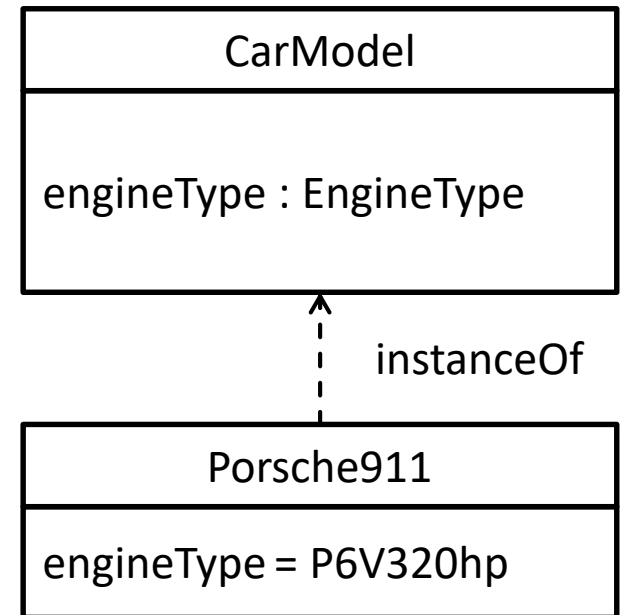 CarModel
engineType : EngineType
instanceOf
Porsche911
engineType = P6V320hp